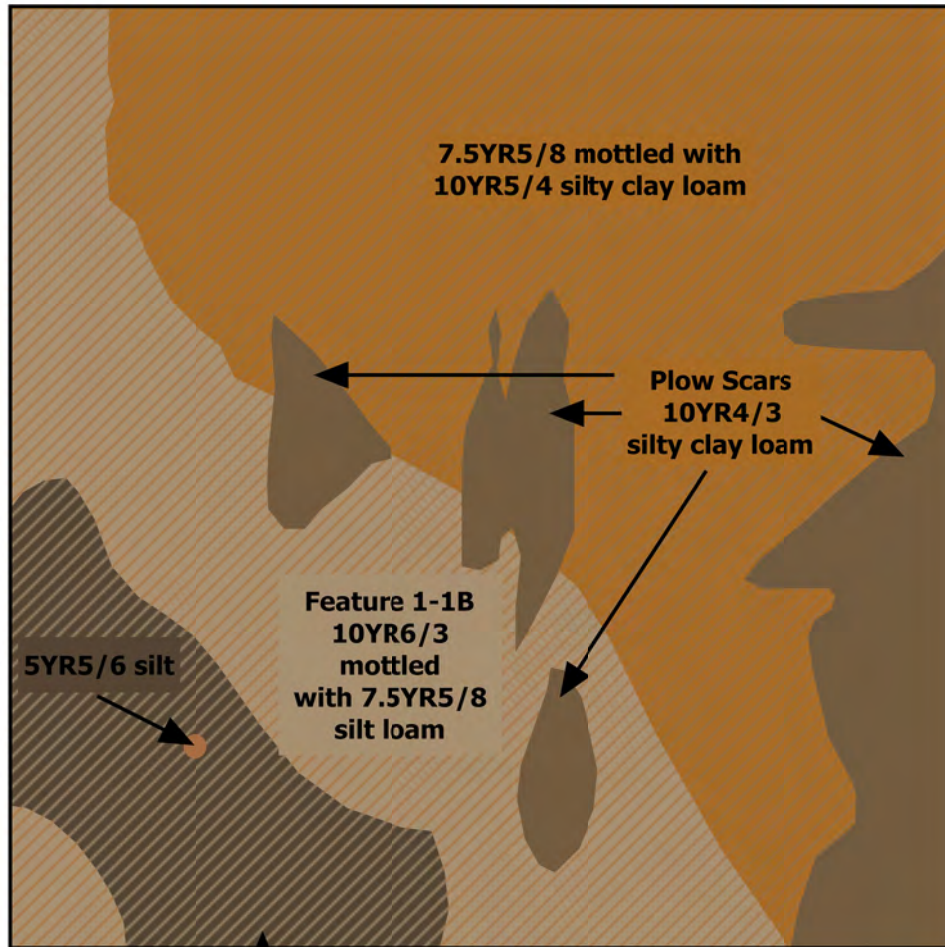 7.5YR5/8 mottled with
10YR5/4 silty clay loam
Plow Scars
10YR4/3
silty clay loam
Feature 1-1B
10YR6/3
mottled
with 7.5YR5/8
silt loam
5YR5/6 silt